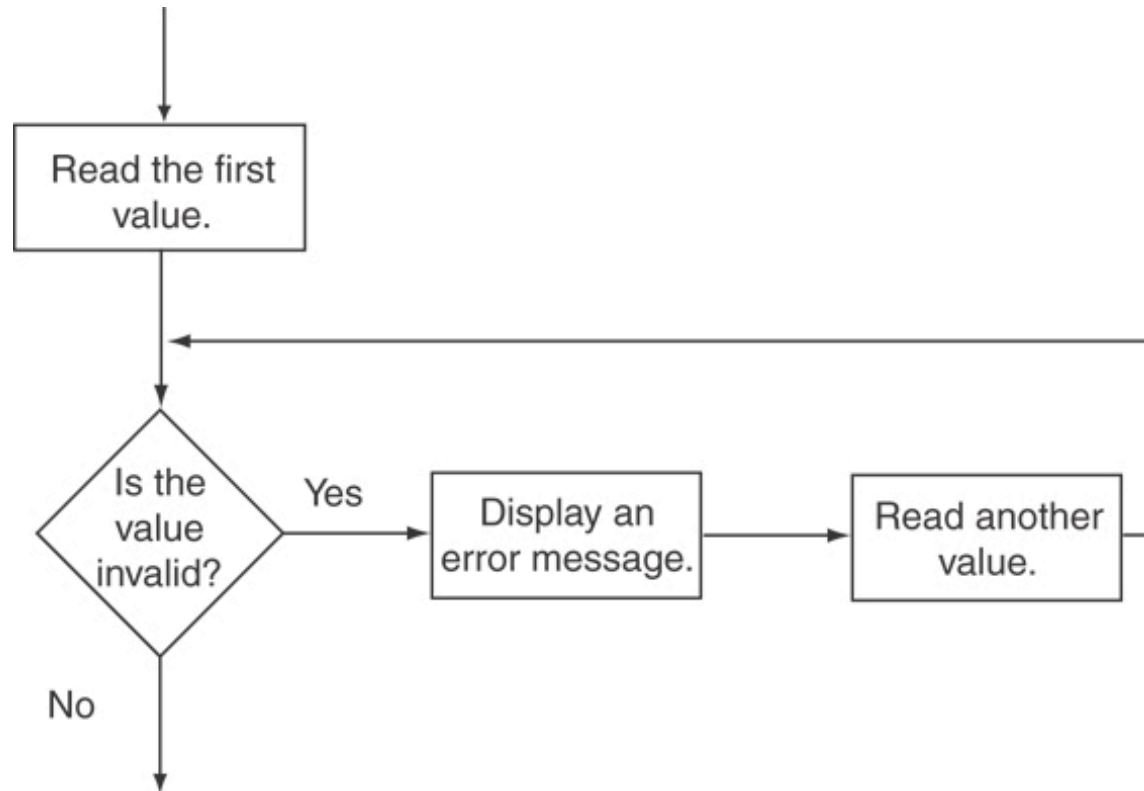 Read the first
value.
Is the
value
invalid?
Yes
Display an
error message.
Read another
value.
No